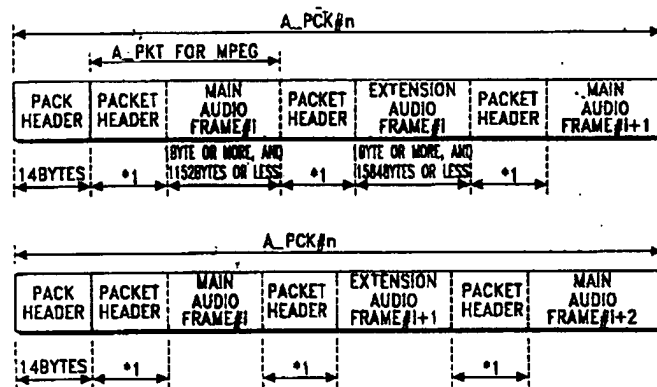 A_PCK#n
A_PKT FOR MPEG
PACK HEADER
PACKET HEADER
MAIN AUDIO FRAME#i
PACKET HEADER
EXTENSION AUDIO FRAME#i
PACKET HEADER
MAIN AUDIO FRAME#i+1
14BYTES
*1
1BYTE OR MORE, AND 1152BYTES OR LESS
*1
1BYTE OR MORE, AND 1584BYTES OR LESS
*1
A_PCK#n
PACK HEADER
PACKET HEADER
MAIN AUDIO FRAME#i
PACKET HEADER
EXTENSION AUDIO FRAME#i+1
PACKET HEADER
MAIN AUDIO FRAME#i+2
14BYTES
*1
*1
*1